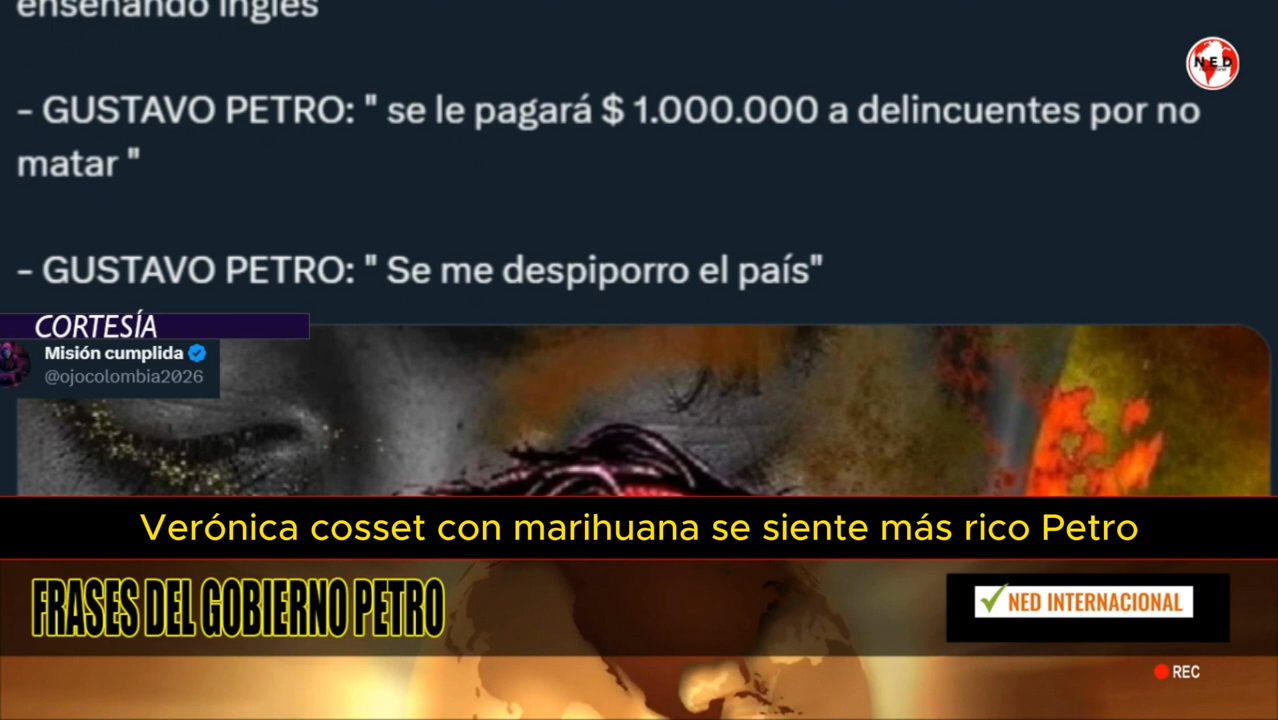 enseñando inglés
NED
- GUSTAVO PETRO: " se le pagará $ 1.000.000 a delincuentes por no
matar "
- GUSTAVO PETRO: " Se me despiporro el país"
CORTESÍA
Misión cumplida
@ojocolombia2026
Verónica cosset con marihuana se siente más rico Petro
FRASES DEL GOBIERNO PETRO
NED INTERNACIONAL
REC